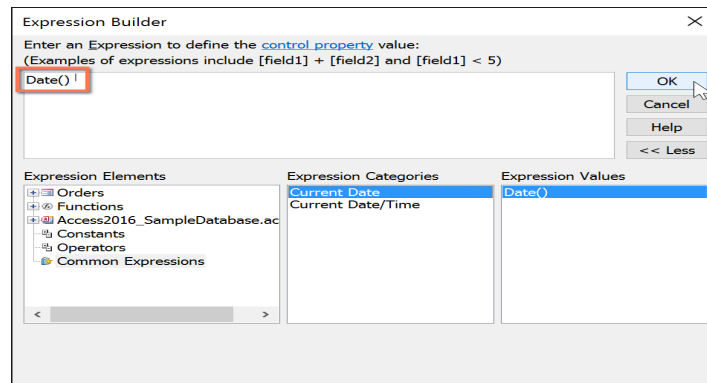 Expression Builder
Enter an Expression to define the control property value:
(Examples of expressions include [field1] + [field2] and [field1] < 5)
Date()
OK
Cancel
Help
<< Less
Expression Elements
Orders
Functions
Access2016_SampleDatabase.ac
Constants
Operators
Common Expressions
Expression Categories
Current Date
Current Date/Time
Expression Values
Date()